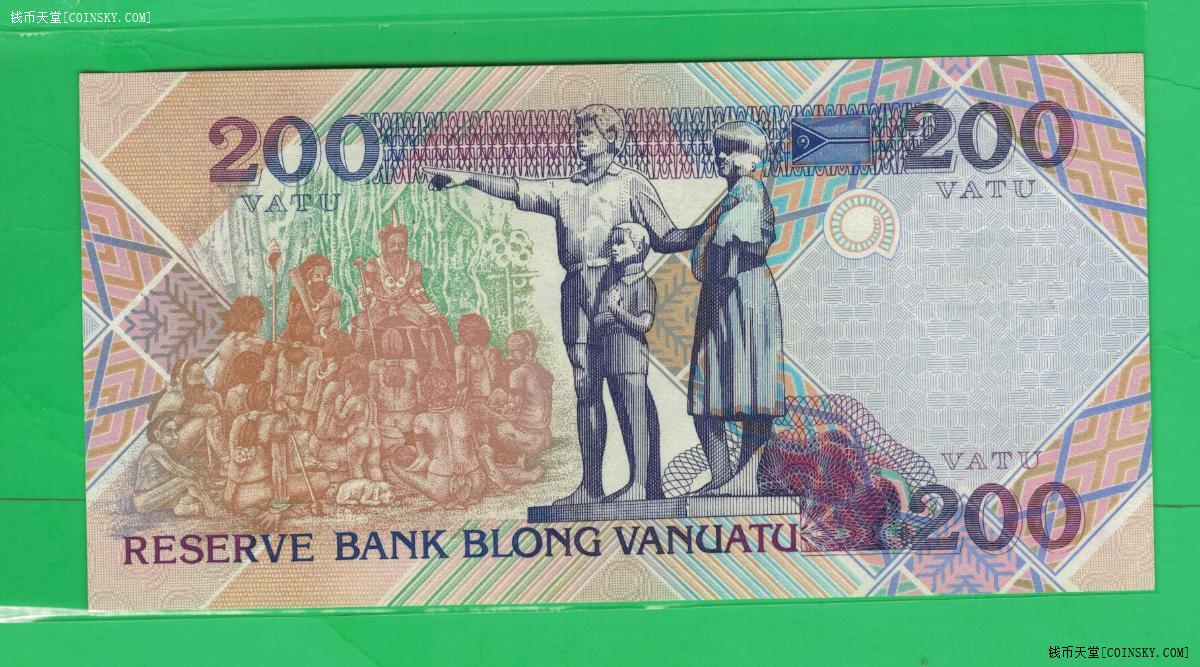 钱币天堂[COINSKY.COM]
200
VATU
200
VATU
VATU
200
RESERVE BANK BLONG VANUATU
钱币天堂[COINSKY.COM]